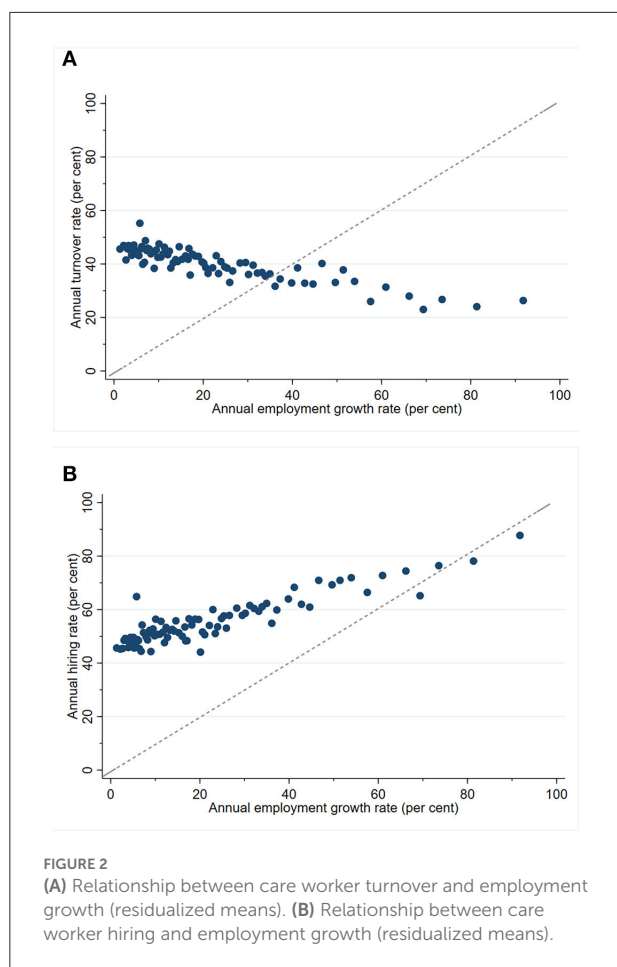 A
100
80
60
40
20
0
Annual turnover rate (per cent)
0 20 40 60 80 100
Annual employment growth rate (per cent)
B
100
80
60
40
20
0
Annual hiring rate (per cent)
0 20 40 60 80 100
Annual employment growth rate (per cent)
FIGURE 2
(A) Relationship between care worker turnover and employment
growth (residualized means). (B) Relationship between care
worker hiring and employment growth (residualized means).